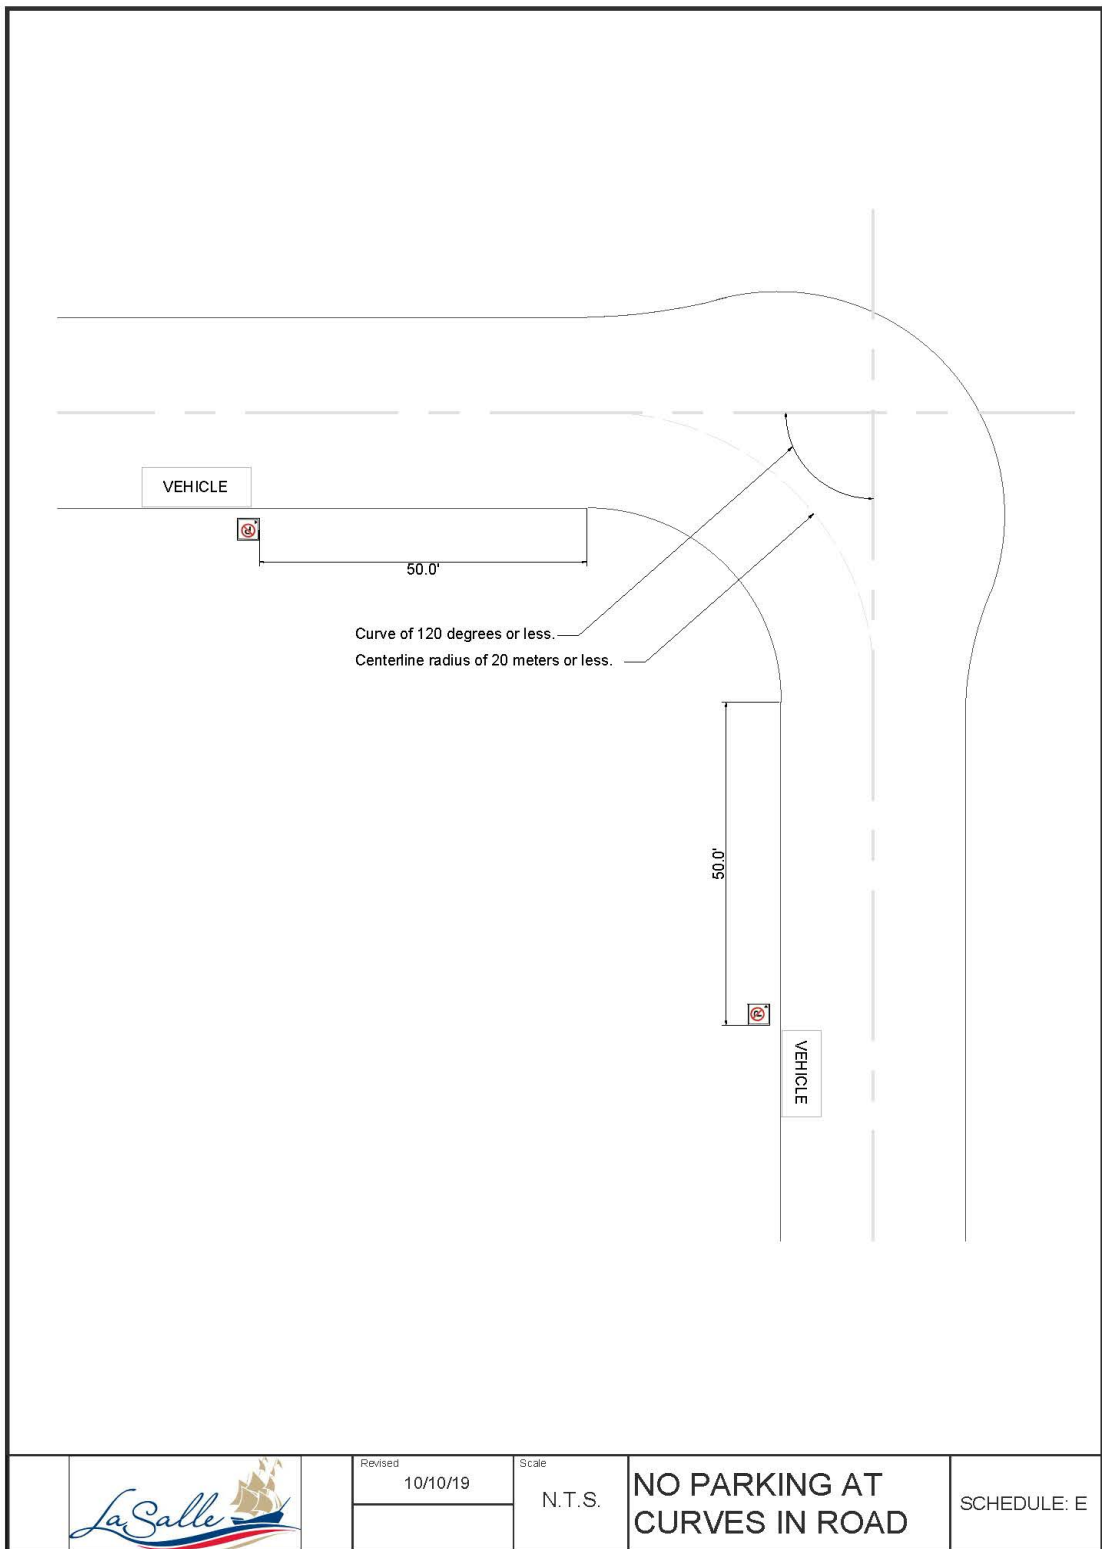 VEHICLE
50.0'
Curve of 120 degrees or less.
Centerline radius of 20 meters or less.
50.0'
VEHICLE
LaSalle
Revised
10/10/19
Scale
N.T.S.
NO PARKING AT
CURVES IN ROAD
SCHEDULE: E